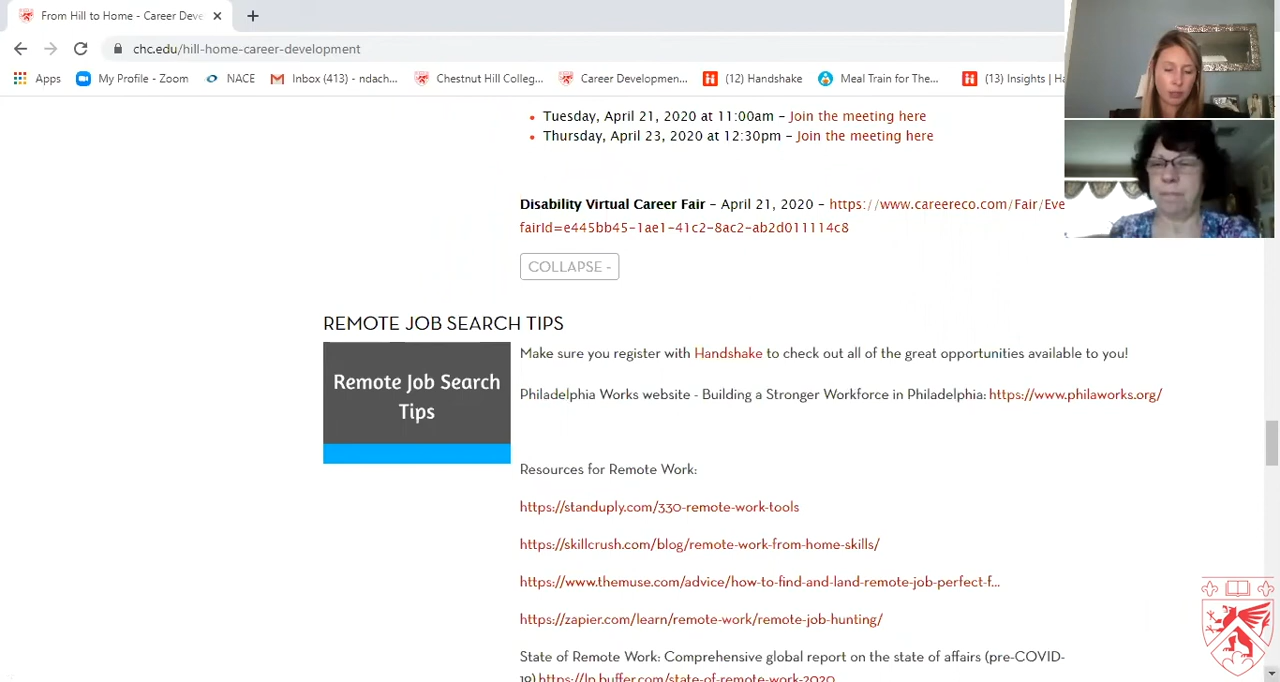 From Hill to Home - Career Deve
chc.edu/hill-home-career-development
Apps My Profile - Zoom NACE Inbox (413) - ndach... Chestnut Hill Colleg... Career Developmen... (12) Handshake Meal Train for The... (13) Insights | Ha
Tuesday, April 21, 2020 at 11:00am – Join the meeting here
Thursday, April 23, 2020 at 12:30pm – Join the meeting here
Disability Virtual Career Fair – April 21, 2020 – https://www.careereco.com/Fair/Eve
fairId=e445bb45-1ae1-41c2-8ac2-ab2d011114c8
COLLAPSE -
REMOTE JOB SEARCH TIPS
Remote Job Search
Tips
Make sure you register with Handshake to check out all of the great opportunities available to you!
Philadelphia Works website - Building a Stronger Workforce in Philadelphia: https://www.philaworks.org/
Resources for Remote Work:
https://standuply.com/330-remote-work-tools
https://skillcrush.com/blog/remote-work-from-home-skills/
https://www.themuse.com/advice/how-to-find-and-land-remote-job-perfect-f...
https://zapier.com/learn/remote-work/remote-job-hunting/
State of Remote Work: Comprehensive global report on the state of affairs (pre-COVID-
19) https://lp.buffer.com/state-of-remote-work-2020